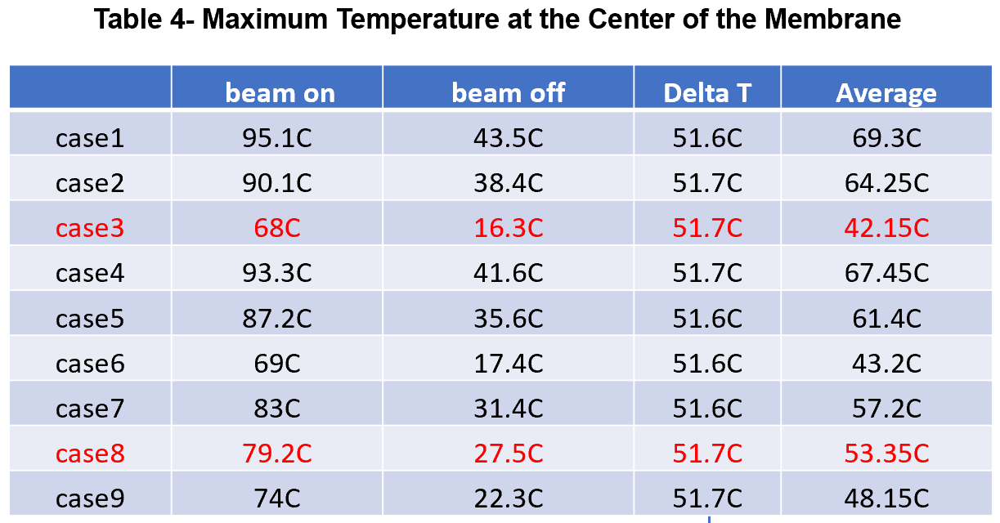 Table 4- Maximum Temperature at the Center of the Membrane
beam on beam off Delta T Average
case1 95.1C 43.5C 51.6C 69.3C
case2 90.1C 38.4C 51.7C 64.25C
case3 68C 16.3C 51.7C 42.15C
case4 93.3C 41.6C 51.7C 67.45C
case5 87.2C 35.6C 51.6C 61.4C
case6 69C 17.4C 51.6C 43.2C
case7 83C 31.4C 51.6C 57.2C
case8 79.2C 27.5C 51.7C 53.35C
case9 74C 22.3C 51.7C 48.15C